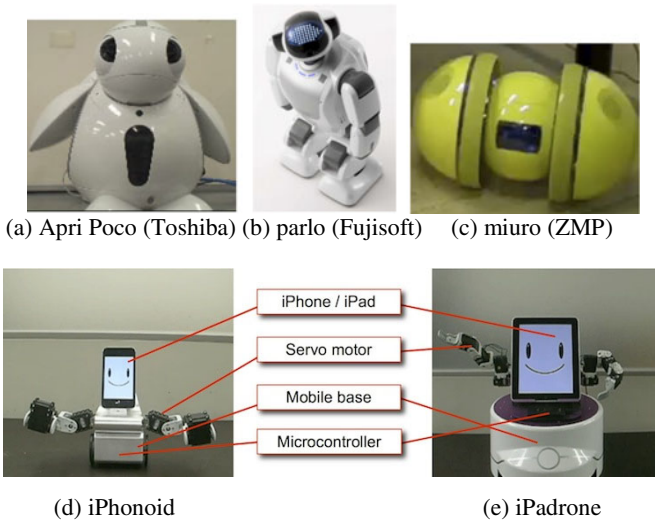 (a) Apri Poco (Toshiba) (b) parlo (Fujisoft) (c) miuro (ZMP)
iPhone / iPad
Servo motor
Mobile base
Microcontroller
(d) iPhonoid (e) iPadrone